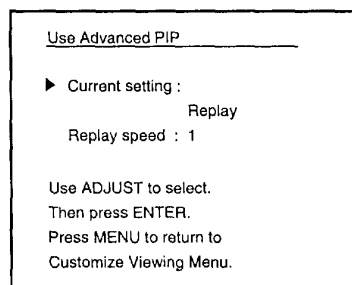 Use Advanced PIP
▶ Current setting :
Replay
Replay speed : 1
Use ADJUST to select.
Then press ENTER.
Press MENU to return to
Customize Viewing Menu.